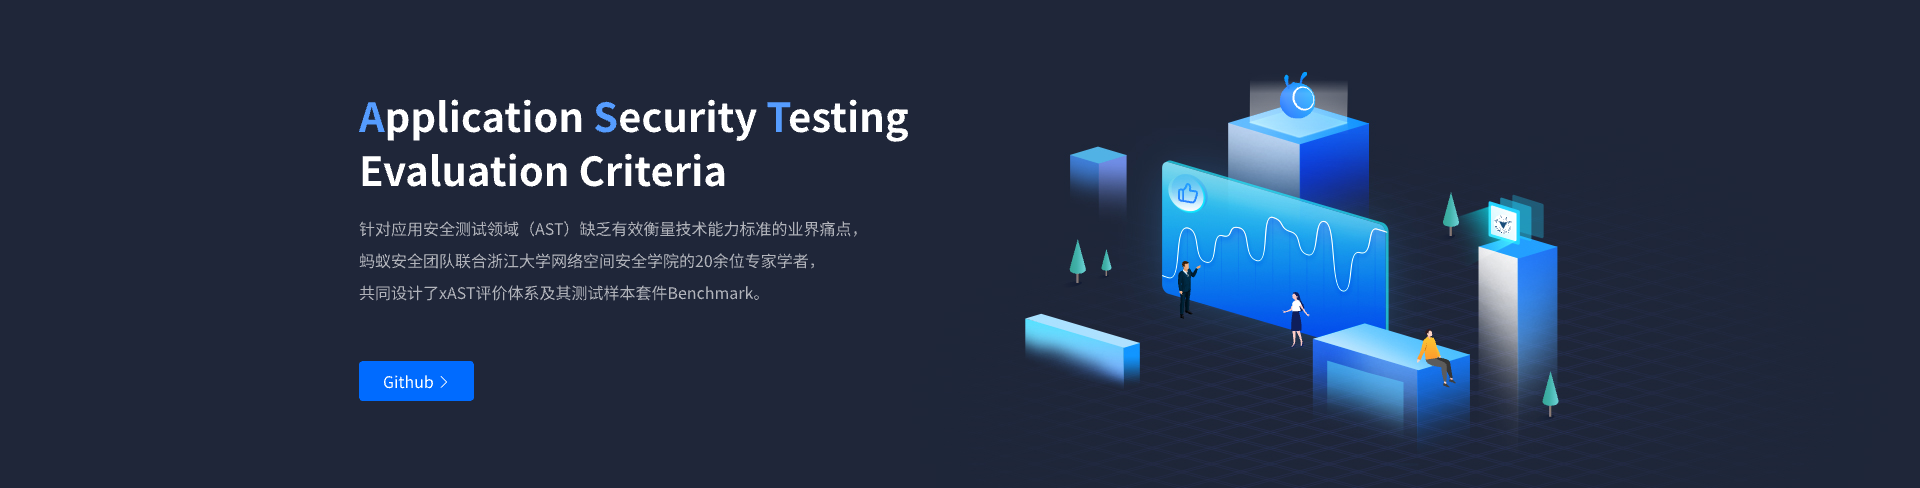 Application Security Testing
Evaluation Criteria
针对应用安全测试领域（AST）缺乏有效衡量技术能力标准的业界痛点，
蚂蚁安全团队联合浙江大学网络空间安全学院的20余位专家学者，
共同设计了xAST评价体系及其测试样本套件Benchmark。
Github >